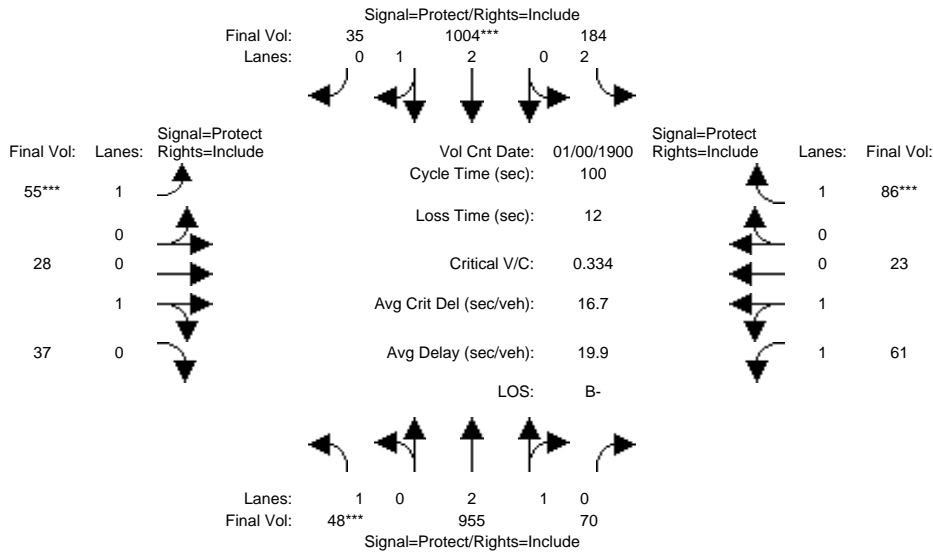 Signal=Protect/Rights=Include
Final Vol: 35 1004*** 184
Lanes: 0 1 2 0 2
Signal=Protect Signal=Protect
Final Vol: Lanes: Rights=Include Vol Cnt Date: 01/00/1900 Rights=Include Lanes: Final Vol:
Cycle Time (sec): 100
55*** 1 1 86***
Loss Time (sec): 12
0 0
28 0 Critical V/C: 0.334 0 23
1 Avg Crit Del (sec/veh): 16.7 1
37 0 Avg Delay (sec/veh): 19.9 1 61
LOS: B-
Lanes: 1 0 2 1 0
Final Vol: 48*** 955 70
Signal=Protect/Rights=Include